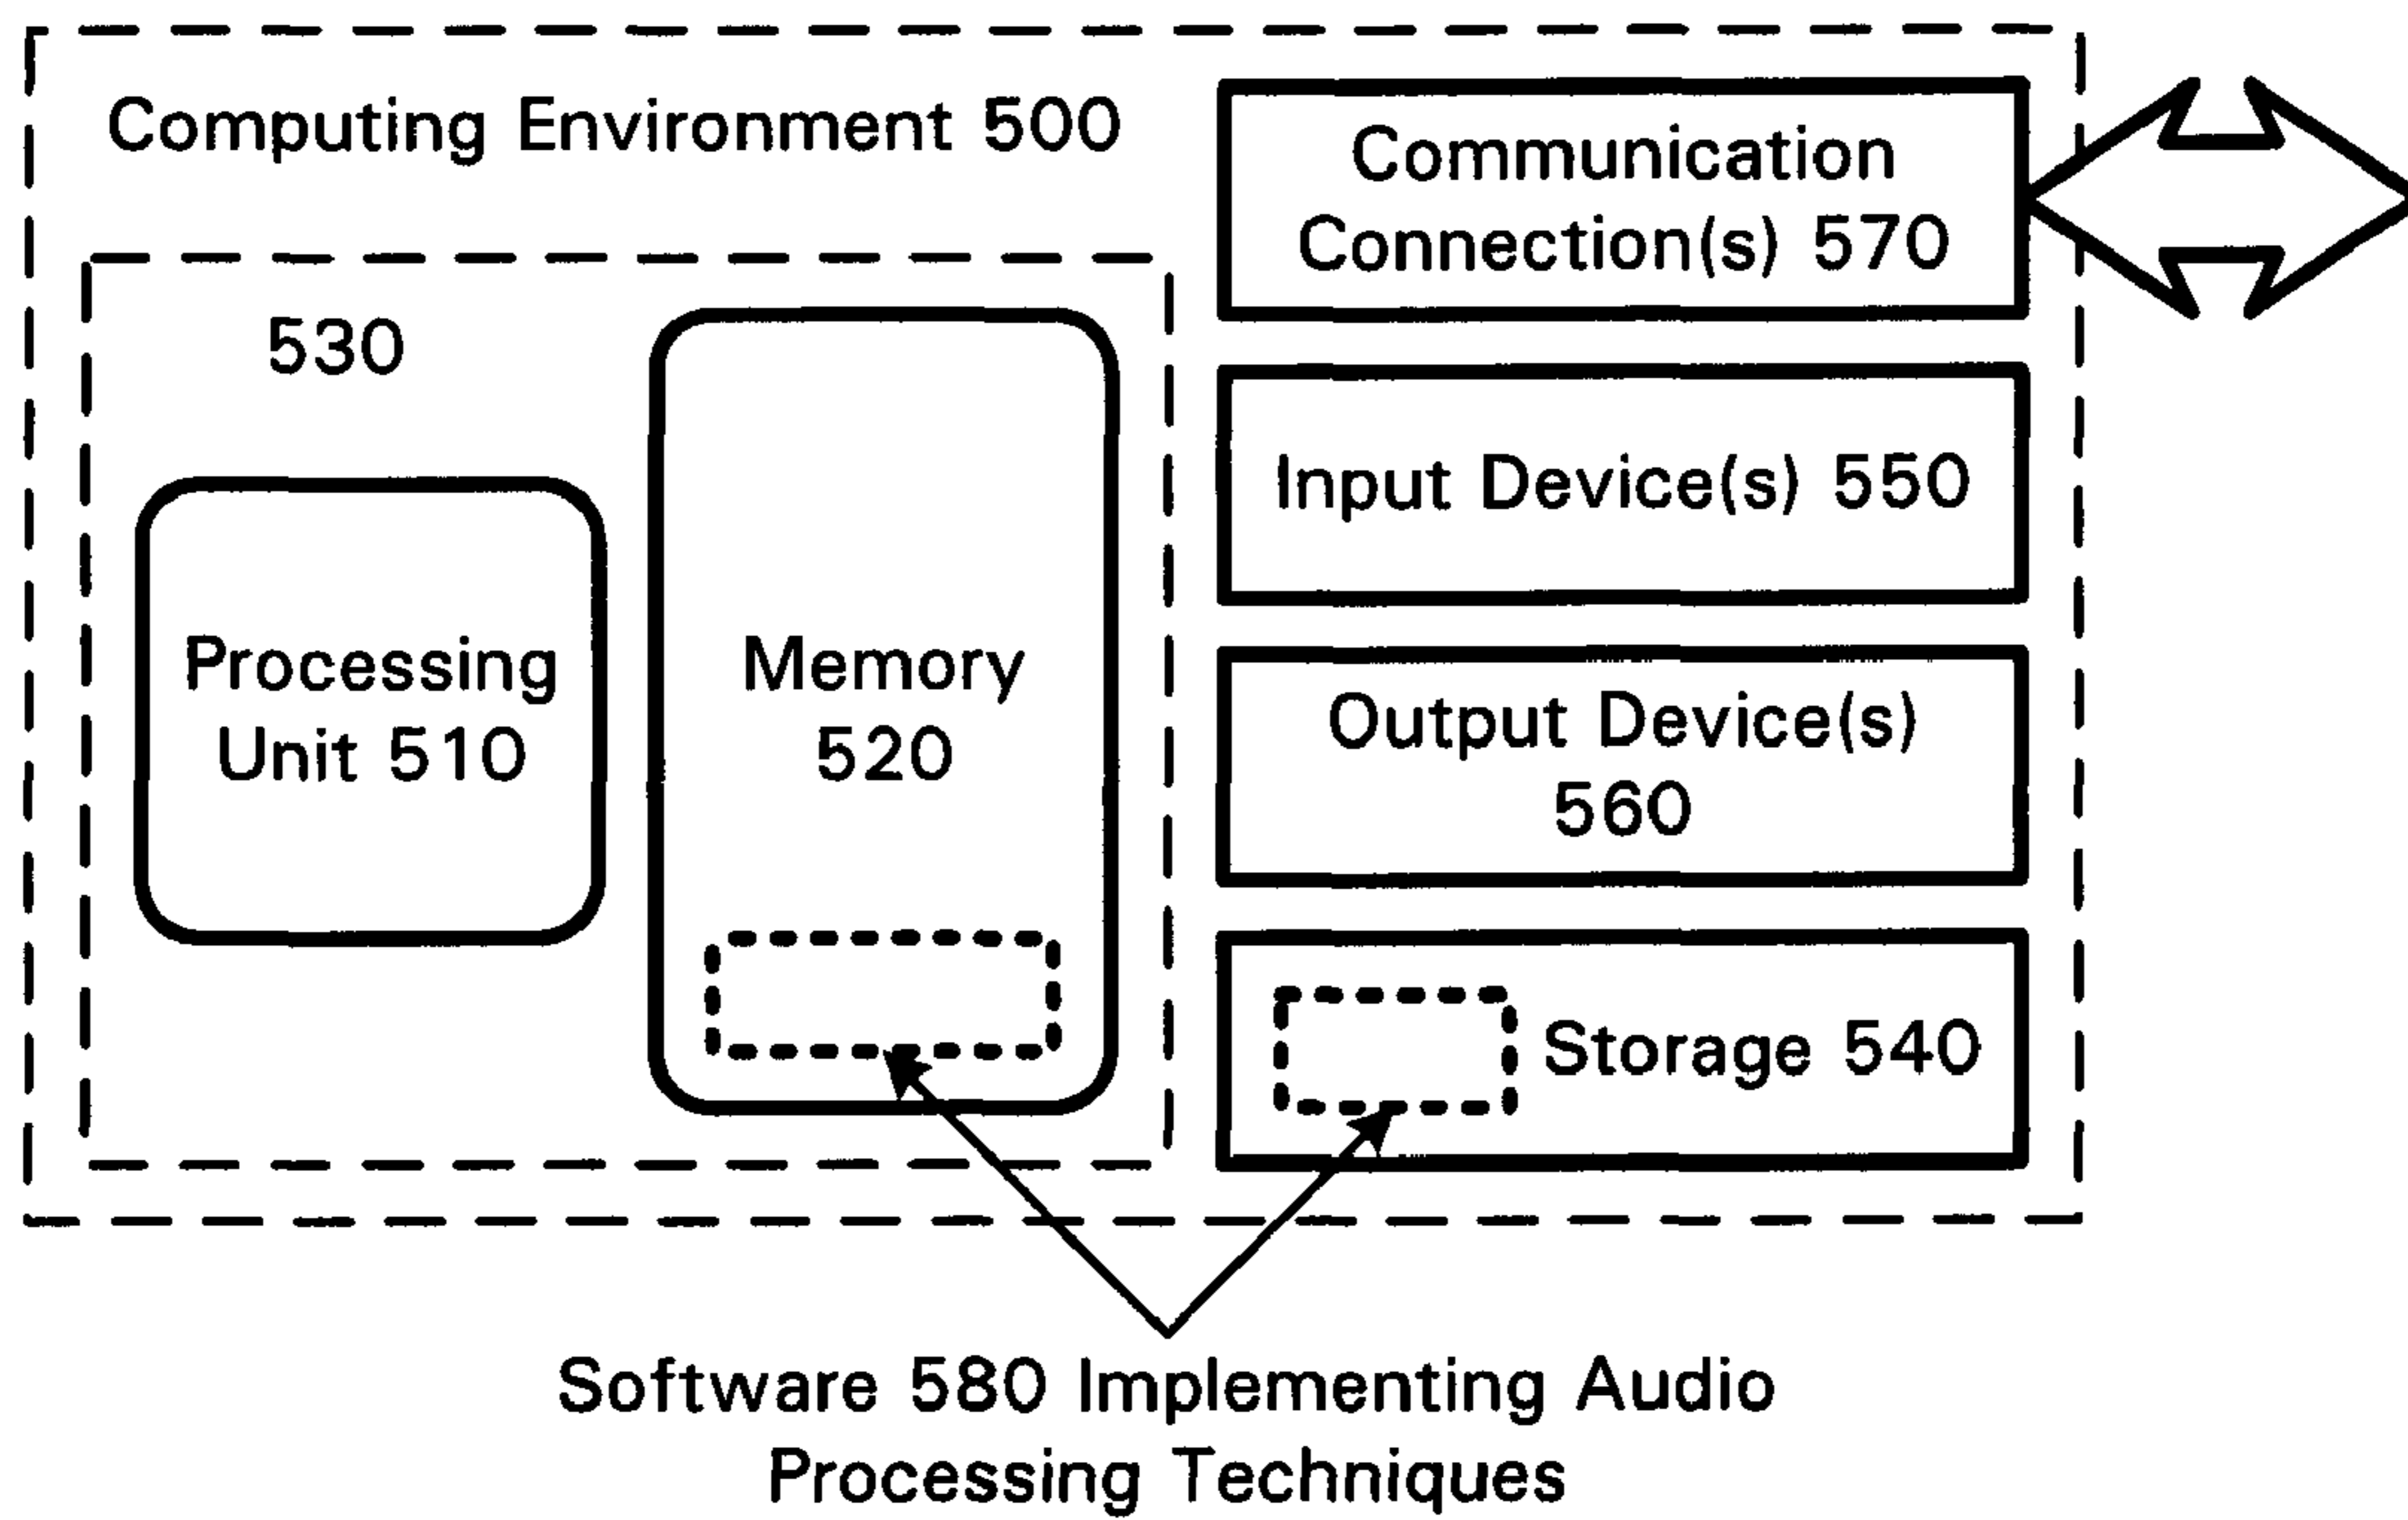 Computing Environment 500
Communication
Connection(s) 570
530
Input Device(s) 550
Processing
Unit 510
Memory
520
Output Device(s)
560
Storage 540
Software 580 Implementing Audio
Processing Techniques